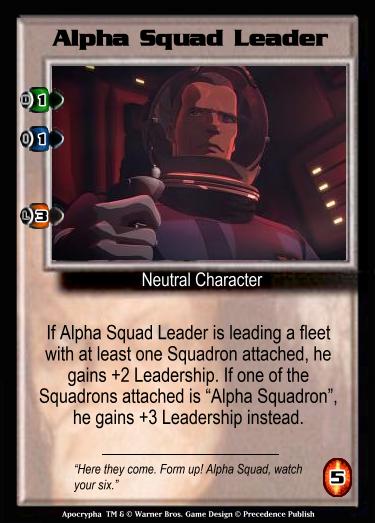 Alpha Squad Leader
D 1
I 1
L 3
Neutral Character
If Alpha Squad Leader is leading a fleet
with at least one Squadron attached, he
gains +2 Leadership. If one of the
Squadrons attached is “Alpha Squadron”,
he gains +3 Leadership instead.
“Here they come. Form up! Alpha Squad, watch
your six.”
5
Apocrypha TM & © Warner Bros. Game Design © Precedence Publish